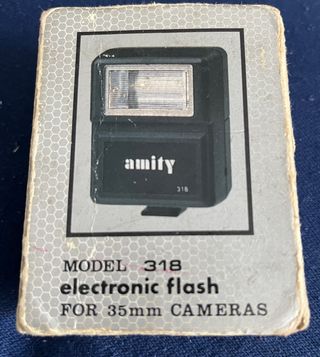 amity
318
MODEL 318
electronic flash
FOR 35mm CAMERAS